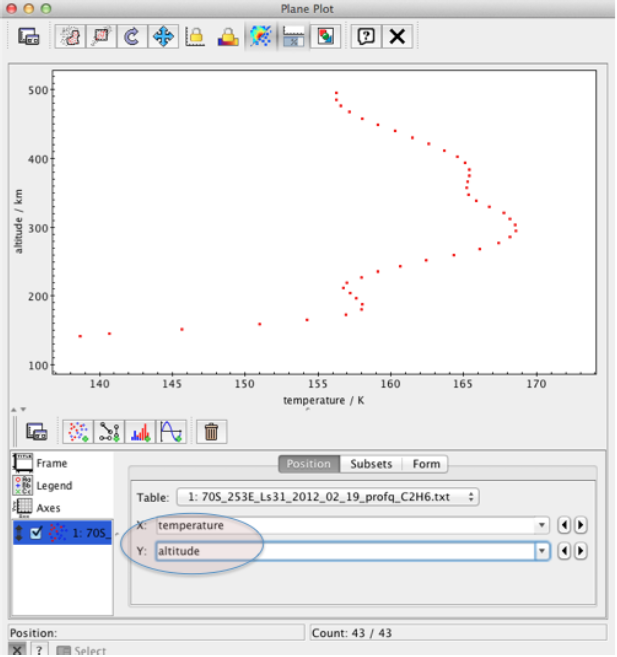 Plane Plot
500
400
300
200
100
altitude / km
140 145 150 155 160 165 170
temperature / K
Frame
Legend
Axes
1: 70S_
Position Subsets Form
Table: 1: 70S_253E_Ls31_2012_02_19_profq_C2H6.txt
X: temperature
Y: altitude
Position:
Count: 43 / 43
Select